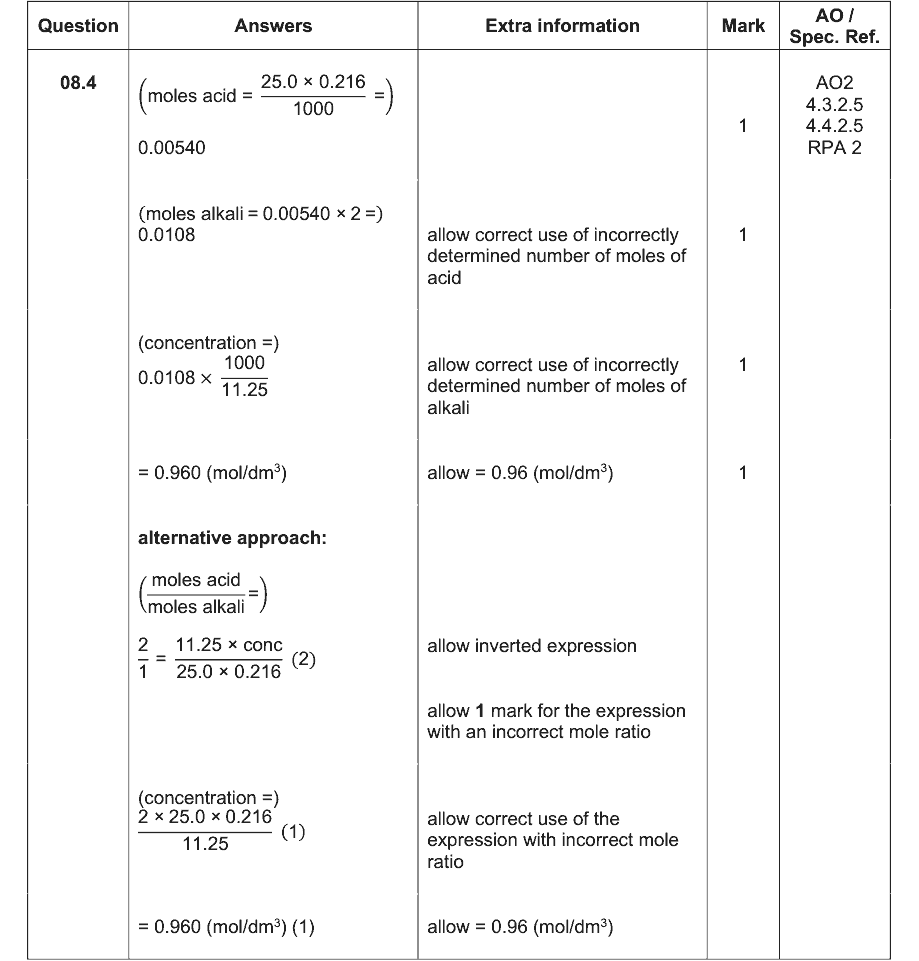 Question Answers Extra information Mark AO / Spec. Ref.
08.4
(moles acid = 25.0 × 0.216 / 1000 =)
0.00540
1
AO2
4.3.2.5
4.4.2.5
RPA 2
(moles alkali = 0.00540 × 2 =)
0.0108
allow correct use of incorrectly
determined number of moles of
acid
1
(concentration =)
0.0108 × 1000 / 11.25
allow correct use of incorrectly
determined number of moles of
alkali
1
= 0.960 (mol/dm³)
allow = 0.96 (mol/dm³)
1
alternative approach:
(moles acid / moles alkali =)
2 / 1 = 11.25 × conc / 25.0 × 0.216 (2)
allow inverted expression
allow 1 mark for the expression
with an incorrect mole ratio
(concentration =)
2 × 25.0 × 0.216 / 11.25 (1)
allow correct use of the
expression with incorrect mole
ratio
= 0.960 (mol/dm³) (1)
allow = 0.96 (mol/dm³)